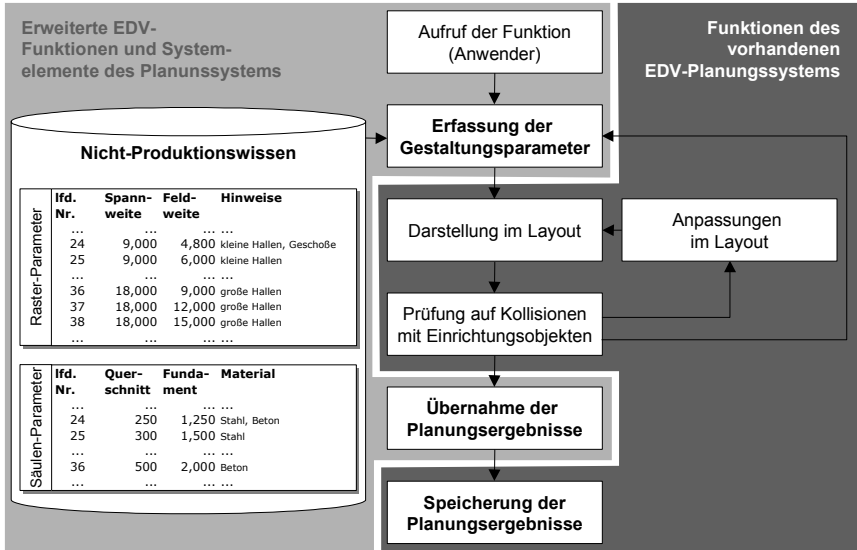 Erweiterte EDV-
Funktionen und System-
elemente des Planunssystems
Aufruf der Funktion
(Anwender)
Funktionen des
vorhandenen
EDV-Planungssystems
Erfassung der
Gestaltungsparameter
Nicht-Produktionswissen
Raster-Parameter
lfd. Spann- Feld- Hinweise
Nr. weite weite
... ... ... ...
24 9,000 4,800 kleine Hallen, Geschoße
25 9,000 6,000 kleine Hallen
... ... ... ...
36 18,000 9,000 große Hallen
37 18,000 12,000 große Hallen
38 18,000 15,000 große Hallen
... ... ... ...
Säulen-Parameter
lfd. Quer- Funda- Material
Nr. schnitt ment
... ... ... ...
24 250 1,250 Stahl, Beton
25 300 1,500 Stahl
... ... ... ...
36 500 2,000 Beton
... ... ... ...
Darstellung im Layout
Anpassungen
im Layout
Prüfung auf Kollisionen
mit Einrichtungsobjekten
Übernahme der
Planungsergebnisse
Speicherung der
Planungsergebnisse